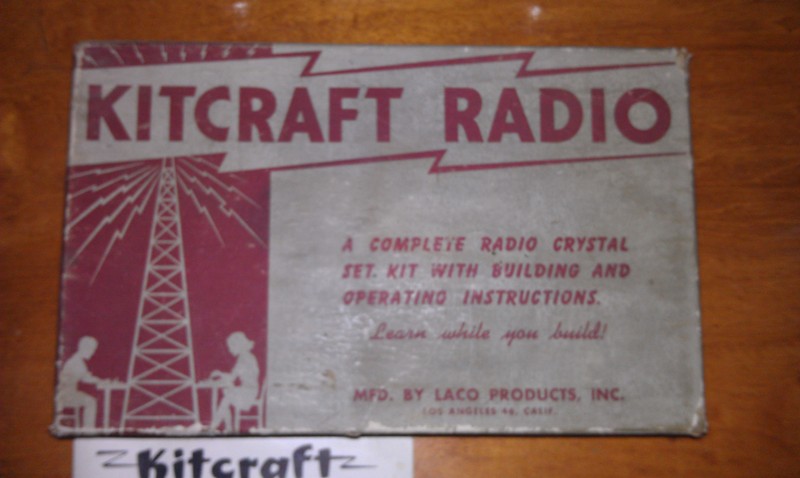 KITCRAFT RADIO
A COMPLETE RADIO CRYSTAL
SET. KIT WITH BUILDING AND
OPERATING INSTRUCTIONS.
Learn while you build!
MFD. BY LACO PRODUCTS, INC.
LOS ANGELES 46, CALIF.
Kitcraft